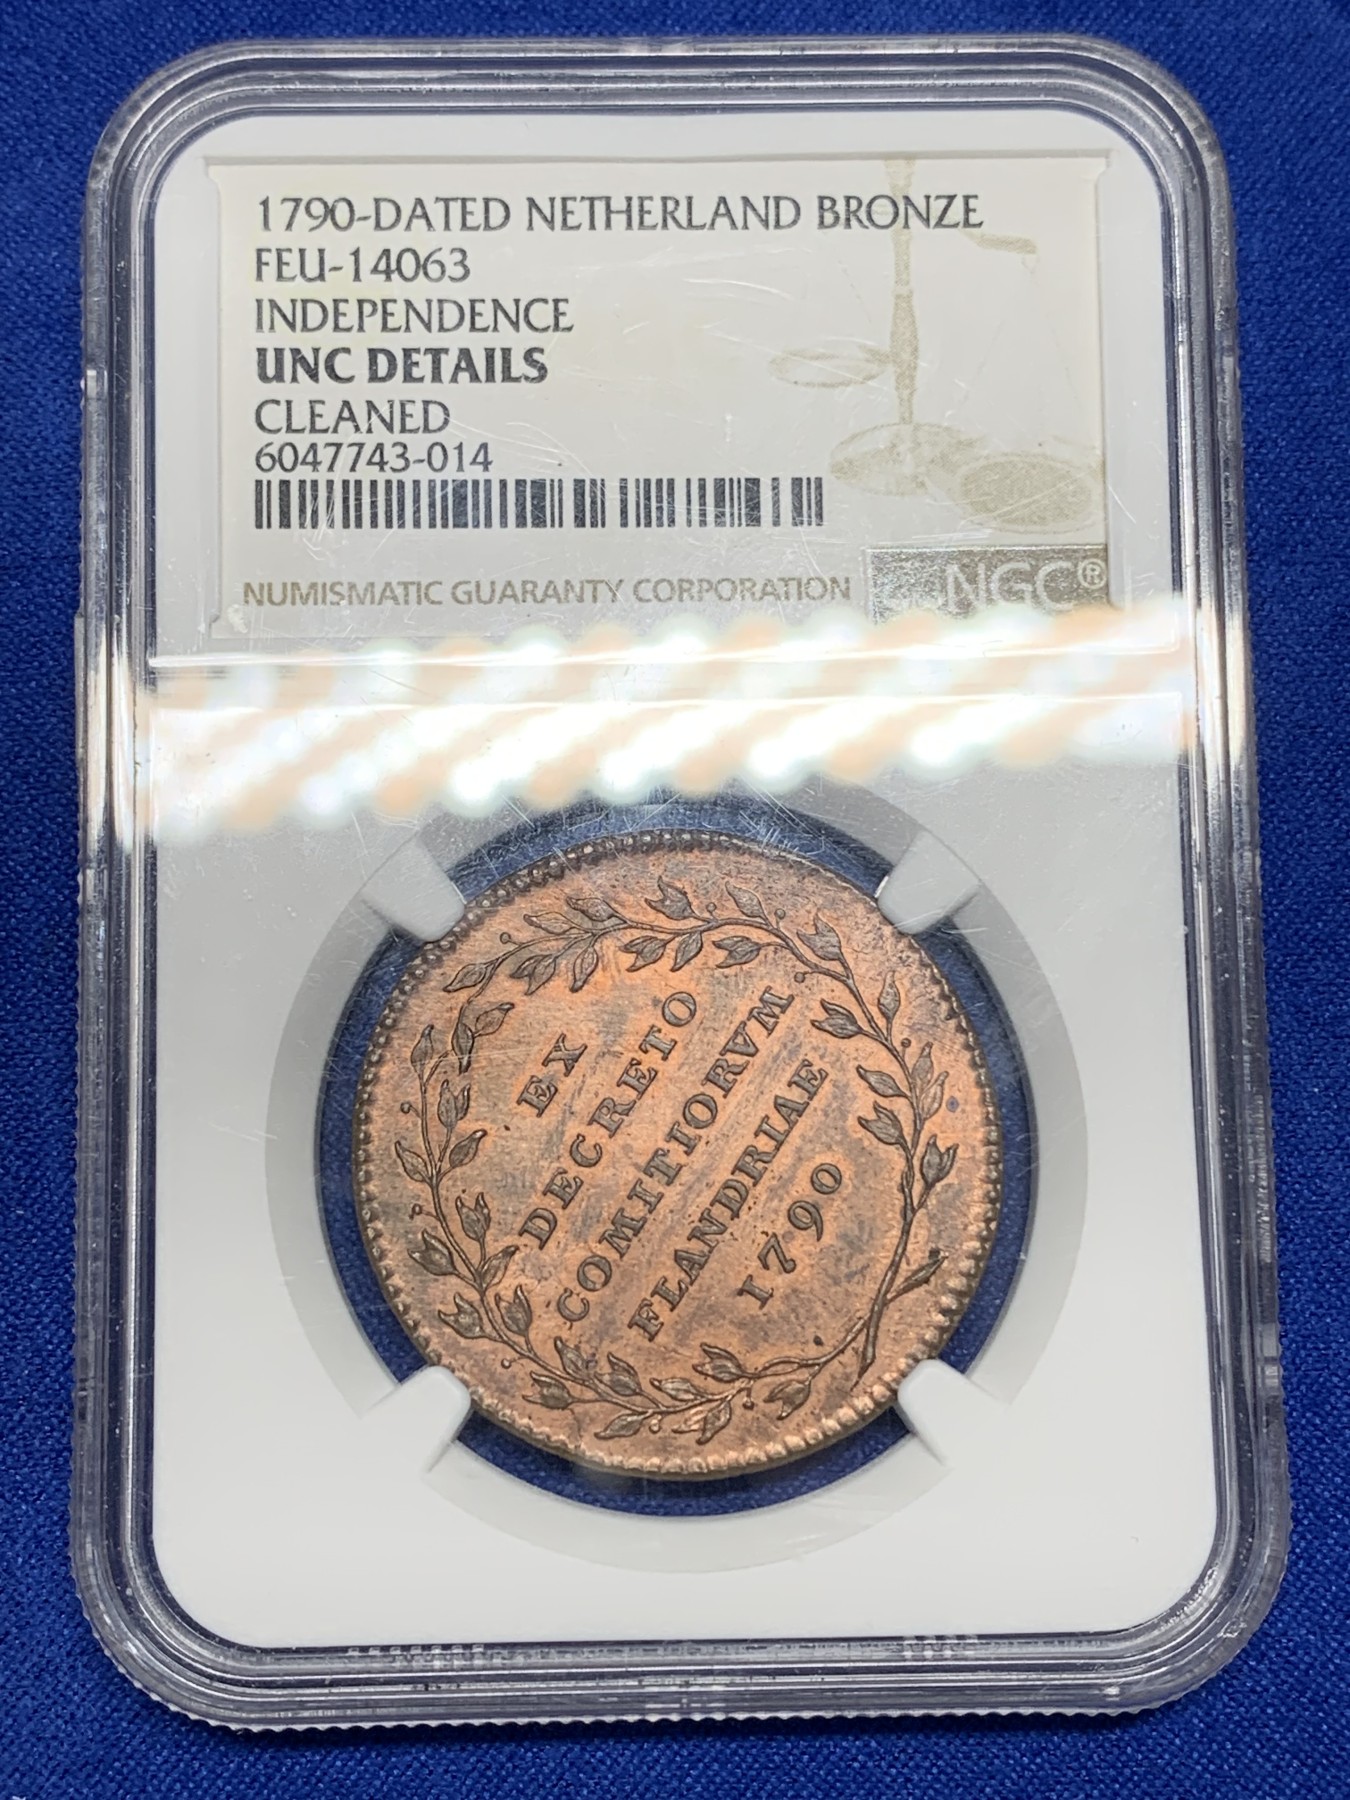 1790-DATED NETHERLAND BRONZE
FEU-14063
INDEPENDENCE
UNC DETAILS
CLEANED
6047743-014
NUMISMATIC GUARANTY CORPORATION
NGC®
EX
DECRETO
COMITIORVM
FLANDRIAE
1790